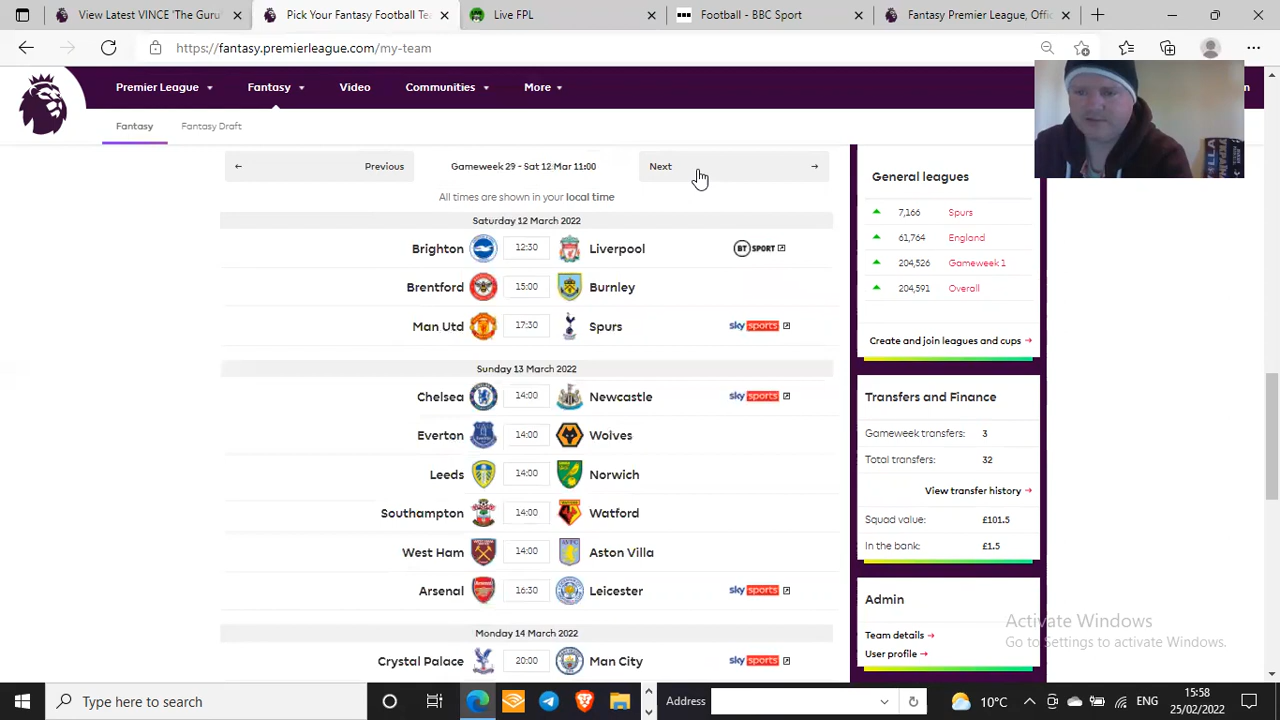 Fantasy: Gameweek 29 - 'The Da
Pick Your Football Te
Live FPL
Football - BBC Sport
https://fantasy.premierleague.com/my-team
Premier League
Fantasy
Video
Communities
More
Fantasy
Fantasy Draft
Previous
Gameweek 29 - Sat 12 Mar 11:00
Next
All times are shown in your local time
Saturday 12 March 2022
Brighton 12:30 Liverpool BT SPORT
Brentford 15:00 Burnley
Man Utd 17:30 Spurs sky sports
Sunday 13 March 2022
Chelsea 14:00 Newcastle sky sports
Everton 14:00 Wolves
Leeds 14:00 Norwich
Southampton 14:00 Watford
West Ham 14:00 Aston Villa
Arsenal 16:30 Leicester sky sports
Monday 14 March 2022
Crystal Palace 20:00 Man City sky sports
General leagues
7,166 Spurs
61,764 England
204,526 Gameweek 1
204,591 Overall
Create and join leagues and cups
Transfers and Finance
Gameweek transfers: 3
Total transfers: 32
View transfer history
Squad value: £101.5
In the bank: £1.5
Admin
Team details
User profile
Activate Windows
Go to Settings to activate Windows.
Type here to search
Address
10°C
ENG
15:58
25/02/2022